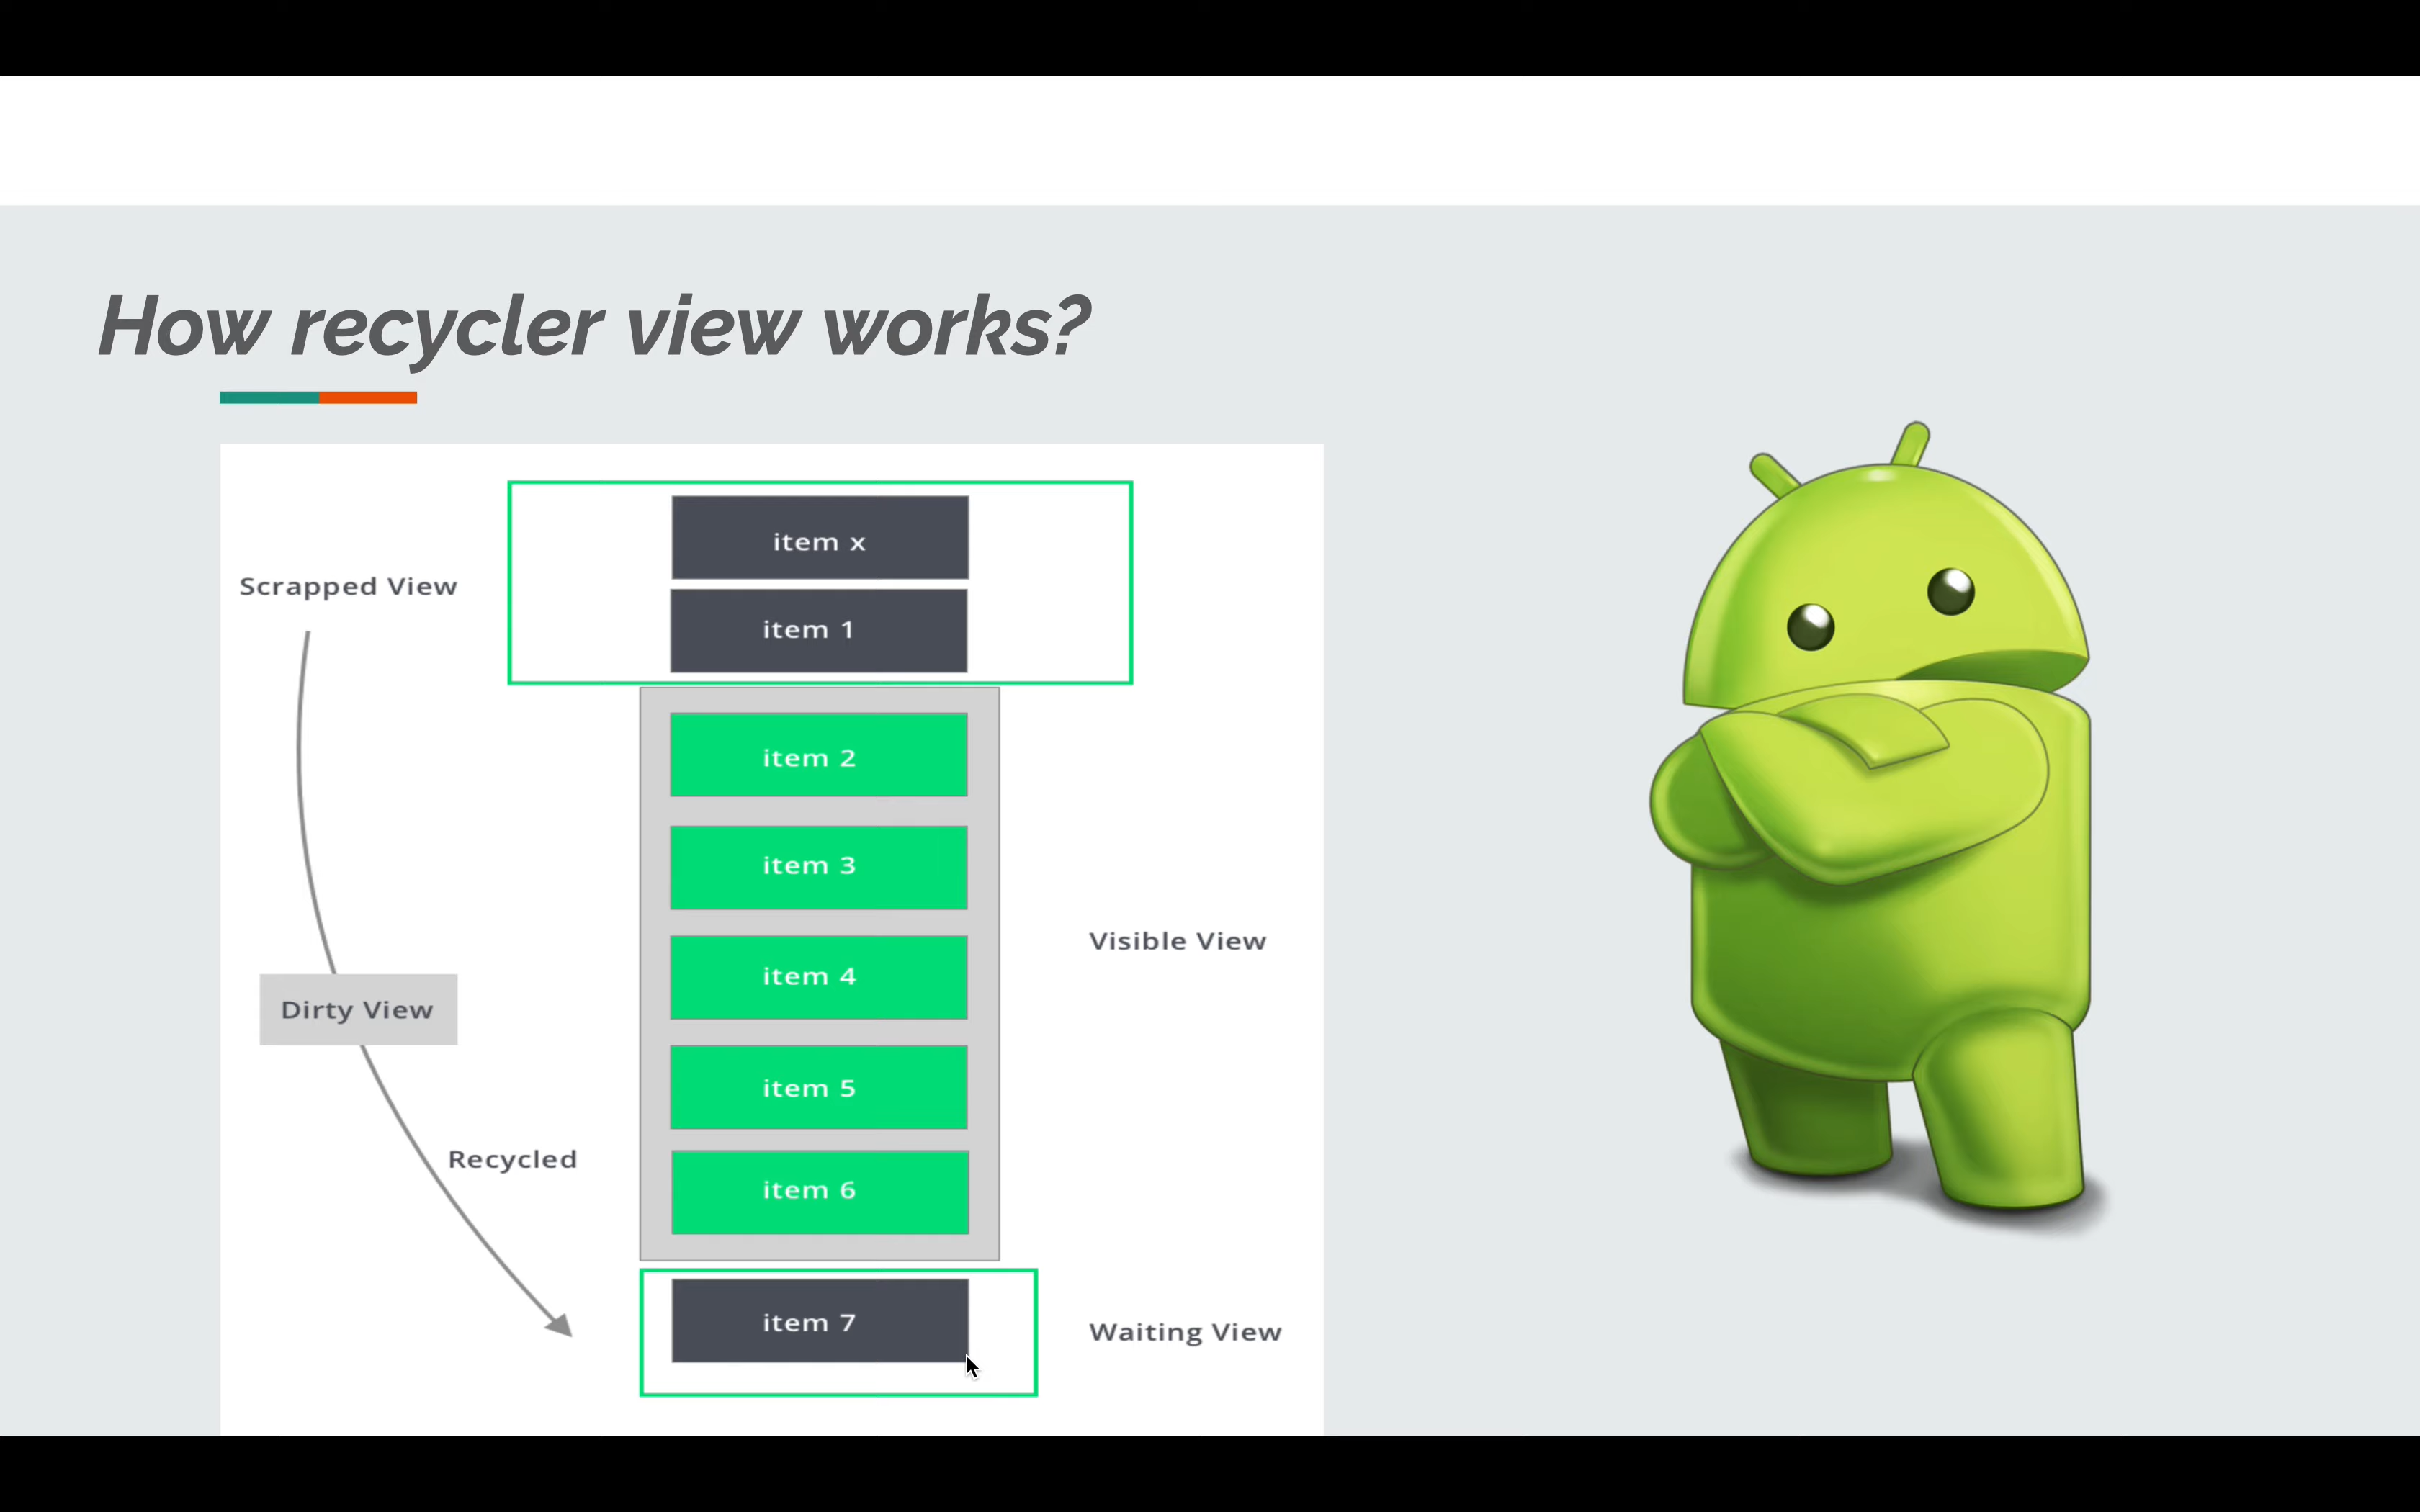 How recycler view works?
item x
Scrapped View
item 1
item 2
item 3
Visible View
item 4
Dirty View
item 5
Recycled
item 6
item 7
Waiting View